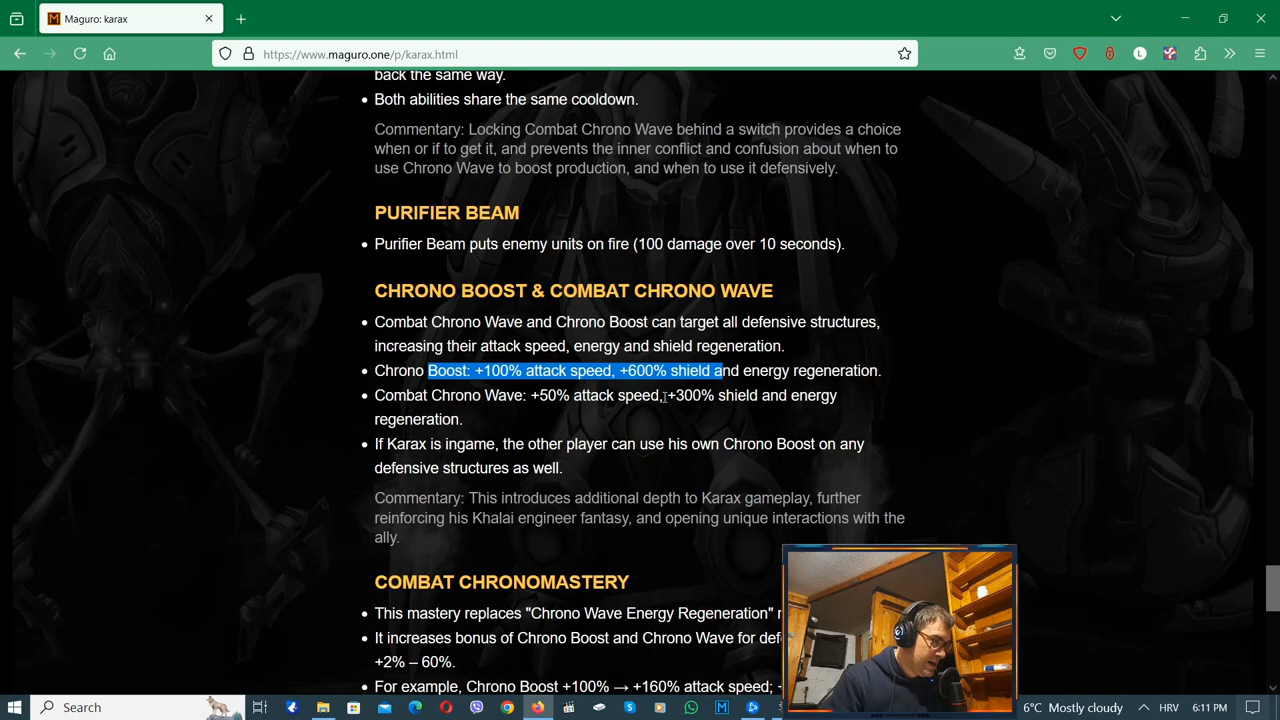 Maguro: karax
https://www.maguro.one/p/karax.html
back the same way.
Both abilities share the same cooldown.
Commentary: Locking Combat Chrono Wave behind a switch provides a choice
when or if to get it, and prevents the inner conflict and confusion about when to
use Chrono Wave to boost production, and when to use it defensively.
PURIFIER BEAM
Purifier Beam puts enemy units on fire (100 damage over 10 seconds).
CHRONO BOOST & COMBAT CHRONO WAVE
Combat Chrono Wave and Chrono Boost can target all defensive structures,
increasing their attack speed, energy and shield regeneration.
Chrono Boost: +100% attack speed, +600% shield and energy regeneration.
Combat Chrono Wave: +50% attack speed, +300% shield and energy
regeneration.
If Karax is ingame, the other player can use his own Chrono Boost on any
defensive structures as well.
Commentary: This introduces additional depth to Karax gameplay, further
reinforcing his Khalai engineer fantasy, and opening unique interactions with the
ally.
COMBAT CHRONOMASTERY
This mastery replaces "Chrono Wave Energy Regeneration"
It increases bonus of Chrono Boost and Chrono Wave for
+2% – 60%.
For example, Chrono Boost +100% → +160% attack speed;
Search
6°C Mostly cloudy
HRV
6:11 PM